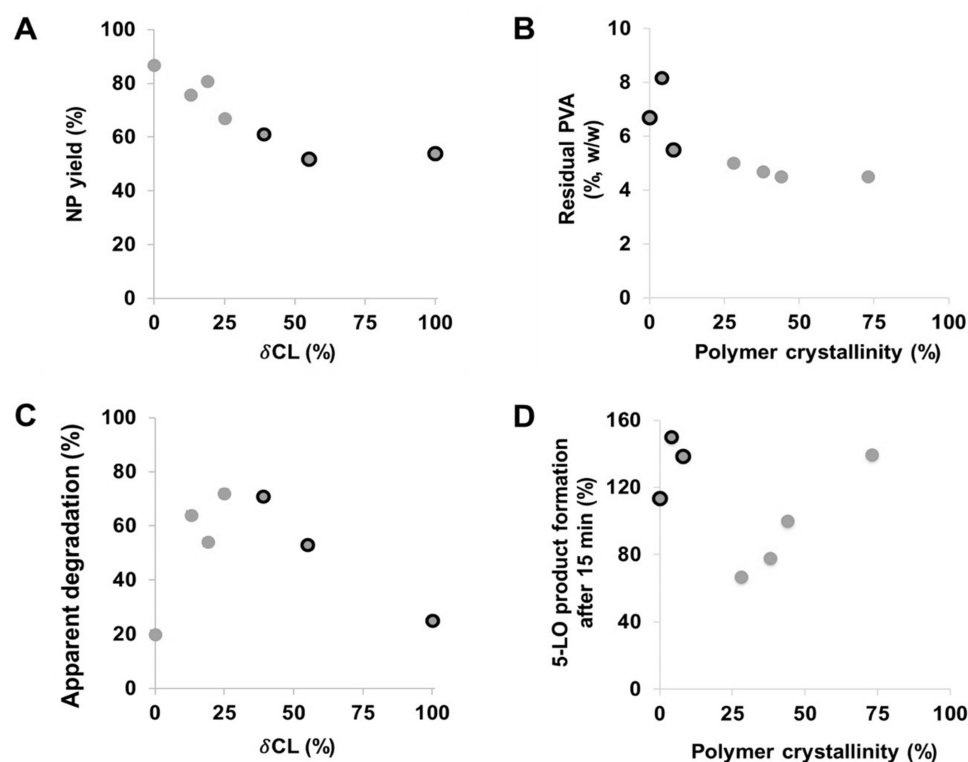 A
100
80
60
40
20
0
NP yield (%)
0 25 50 75 100
δCL (%)
B
10
8
6
4
2
0
Residual PVA
(%, w/w)
0 25 50 75 100
Polymer crystallinity (%)
C
100
80
60
40
20
0
Apparent degradation (%)
0 25 50 75 100
δCL (%)
D
160
120
80
40
0
5-LO product formation
after 15 min (%)
0 25 50 75 100
Polymer crystallinity (%)